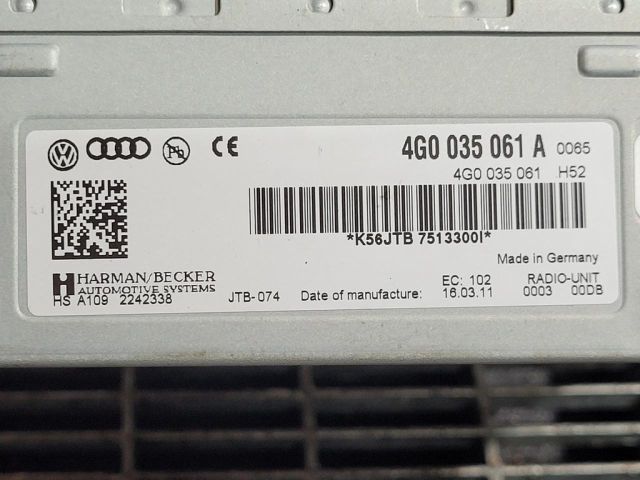 4G0 035 061 A 0065
4G0 035 061 H52
*K56JTB 7513300I*
Made in Germany
HARMAN/BECKER
AUTOMOTIVE SYSTEMS
EC: 102 RADIO-UNIT
HS A109 2242338 JTB-074 Date of manufacture: 16.03.11 0003 00DB